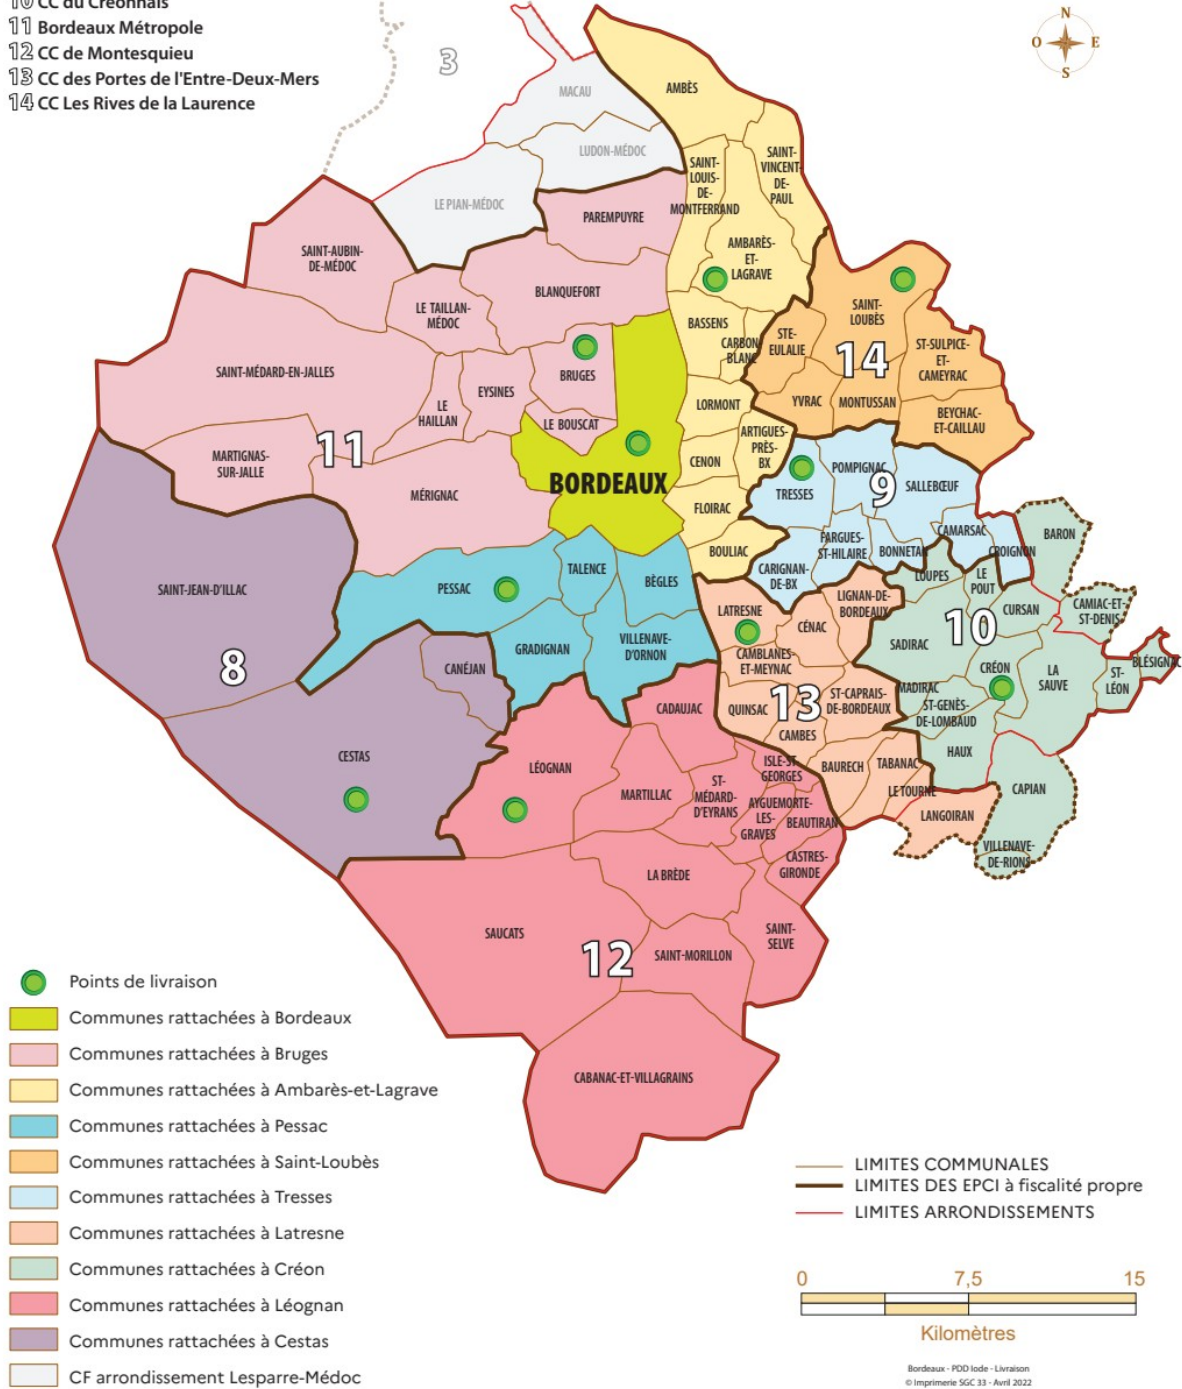 10 CC du Créonnais
11 Bordeaux Métropole
12 CC de Montesquieu
13 CC des Portes de l'Entre-Deux-Mers
14 CC Les Rives de la Laurence
N
O E
S
3
MACAU
LUDON-MÉDOC
LE PIAN-MÉDOC
AMBÈS
SAINT-
LOUIS-
DE-
MONTFERRAND
SAINT-
VINCENT-
DE-
PAUL
PAREMPUYRE
SAINT-AUBIN-
DE-MÉDOC
AMBARÈS-
ET-
LAGRAVE
BLANQUEFORT
LE TAILLAN-
MÉDOC
SAINT-
LOUBÈS
BASSENS
CARBON
BLANC
STE-
EULALIE
14
ST-SULPICE-
ET-
CAMEYRAC
SAINT-MÉDARD-EN-JALLES
BRUGES
EYSINES
LE
HAILLAN
LE BOUSCAT
LORMONT
YVRAC
MONTUSSAN
BEYCHAC-
ET-CAILLAU
ARTIGUES-
PRÈS-
BX
MARTIGNAS-
SUR-JALLE
11
MÉRIGNAC
BORDEAUX
CENON
TRESSES
POMPIGNAC
9
SALLEBŒUF
FLOIRAC
BOULIAC
CARIGNAN-
DE-BX
FARGUES-
ST-HILAIRE
BONNETAN
CAMARSAC
CROIGNON
BARON
SAINT-JEAN-D'ILLAC
PESSAC
TALENCE
BÈGLES
LATRESNE
CÉNAC
LIGNAN-DE-
BORDEAUX
LOUPES
LE
POUT
CURSAN
CAMIAC-ET-
ST-DENIS
8
CANÉJAN
GRADIGNAN
VILLENAVE-
D'ORNON
CAMBLANES-
ET-MEYNAC
SADIRAC
10
CRÉON
LA
SAUVE
ST-
LÉON
BLÉSIGNAC
QUINSAC
13
ST-CAPRAIS-
DE-BORDEAUX
MADIRAC
ST-GENÈS-
DE-LOMBAUD
CADAUJAC
CAMBES
HAUX
CESTAS
LÉOGNAN
MARTILLAC
ST-
MÉDARD-
D'EYRANS
ISLE-ST-
GEORGES
AYGUEMORTE-
LES-
GRAVES
BEAUTIRAN
BAURECH
TABANAC
LE TOURNE
LANGOIRAN
CAPIAN
VILLENAVE-
DE-RIONS
CASTRES-
GIRONDE
LA BRÈDE
SAUCATS
12
SAINT-MORILLON
SAINT-
SELVE
CABANAC-ET-VILLAGRAINS
Points de livraison
Communes rattachées à Bordeaux
Communes rattachées à Bruges
Communes rattachées à Ambarès-et-Lagrave
Communes rattachées à Pessac
Communes rattachées à Saint-Loubès
Communes rattachées à Tresses
Communes rattachées à Latresne
Communes rattachées à Créon
Communes rattachées à Léognan
Communes rattachées à Cestas
CF arrondissement Lesparre-Médoc
LIMITES COMMUNALES
LIMITES DES EPCI à fiscalité propre
LIMITES ARRONDISSEMENTS
0 7,5 15
Kilomètres
Bordeaux - PDD Iode - Livraison
© Imprimerie SGC 33 - Avril 2022